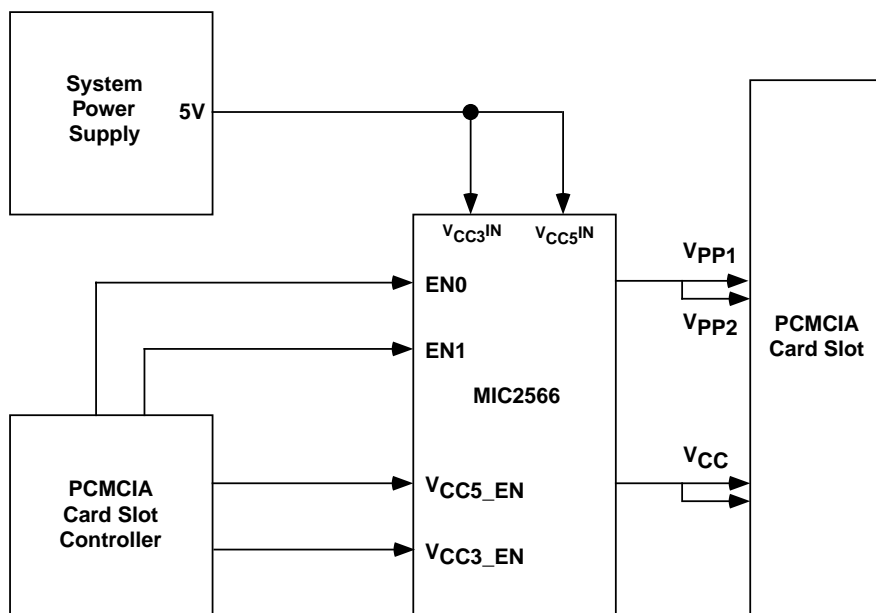 System
Power
Supply
5V
VCC3IN
VCC5IN
EN0
EN1
MIC2566
VCC5_EN
VCC3_EN
PCMCIA
Card Slot
Controller
VPP1
VPP2
VCC
PCMCIA
Card Slot